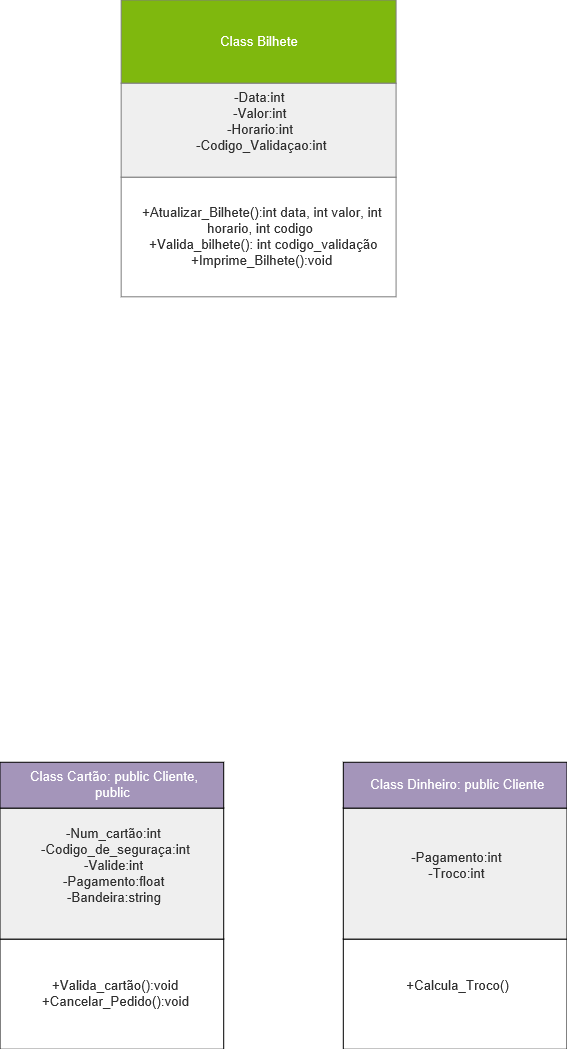 Class Bilhete
-Data:int
-Valor:int
-Horario:int
-Codigo_Validaçao:int
+Atualizar_Bilhete():int data, int valor, int
horario, int codigo
+Valida_bilhete(): int codigo_validação
+Imprime_Bilhete():void
Class Cartão: public Cliente,
public
-Num_cartão:int
-Codigo_de_seguraça:int
-Valide:int
-Pagamento:float
-Bandeira:string
+Valida_cartão():void
+Cancelar_Pedido():void
Class Dinheiro: public Cliente
-Pagamento:int
-Troco:int
+Calcula_Troco()